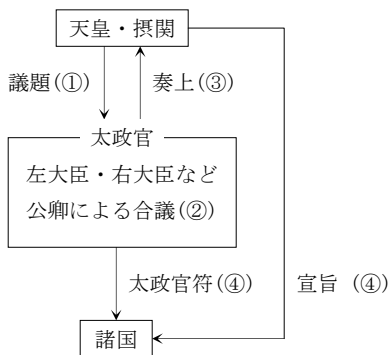 天皇・摂関
議題(①)
奏上(③)
太政官
左大臣・右大臣など
公卿による合議(②)
太政官符(④)
宣旨 (④)
諸国